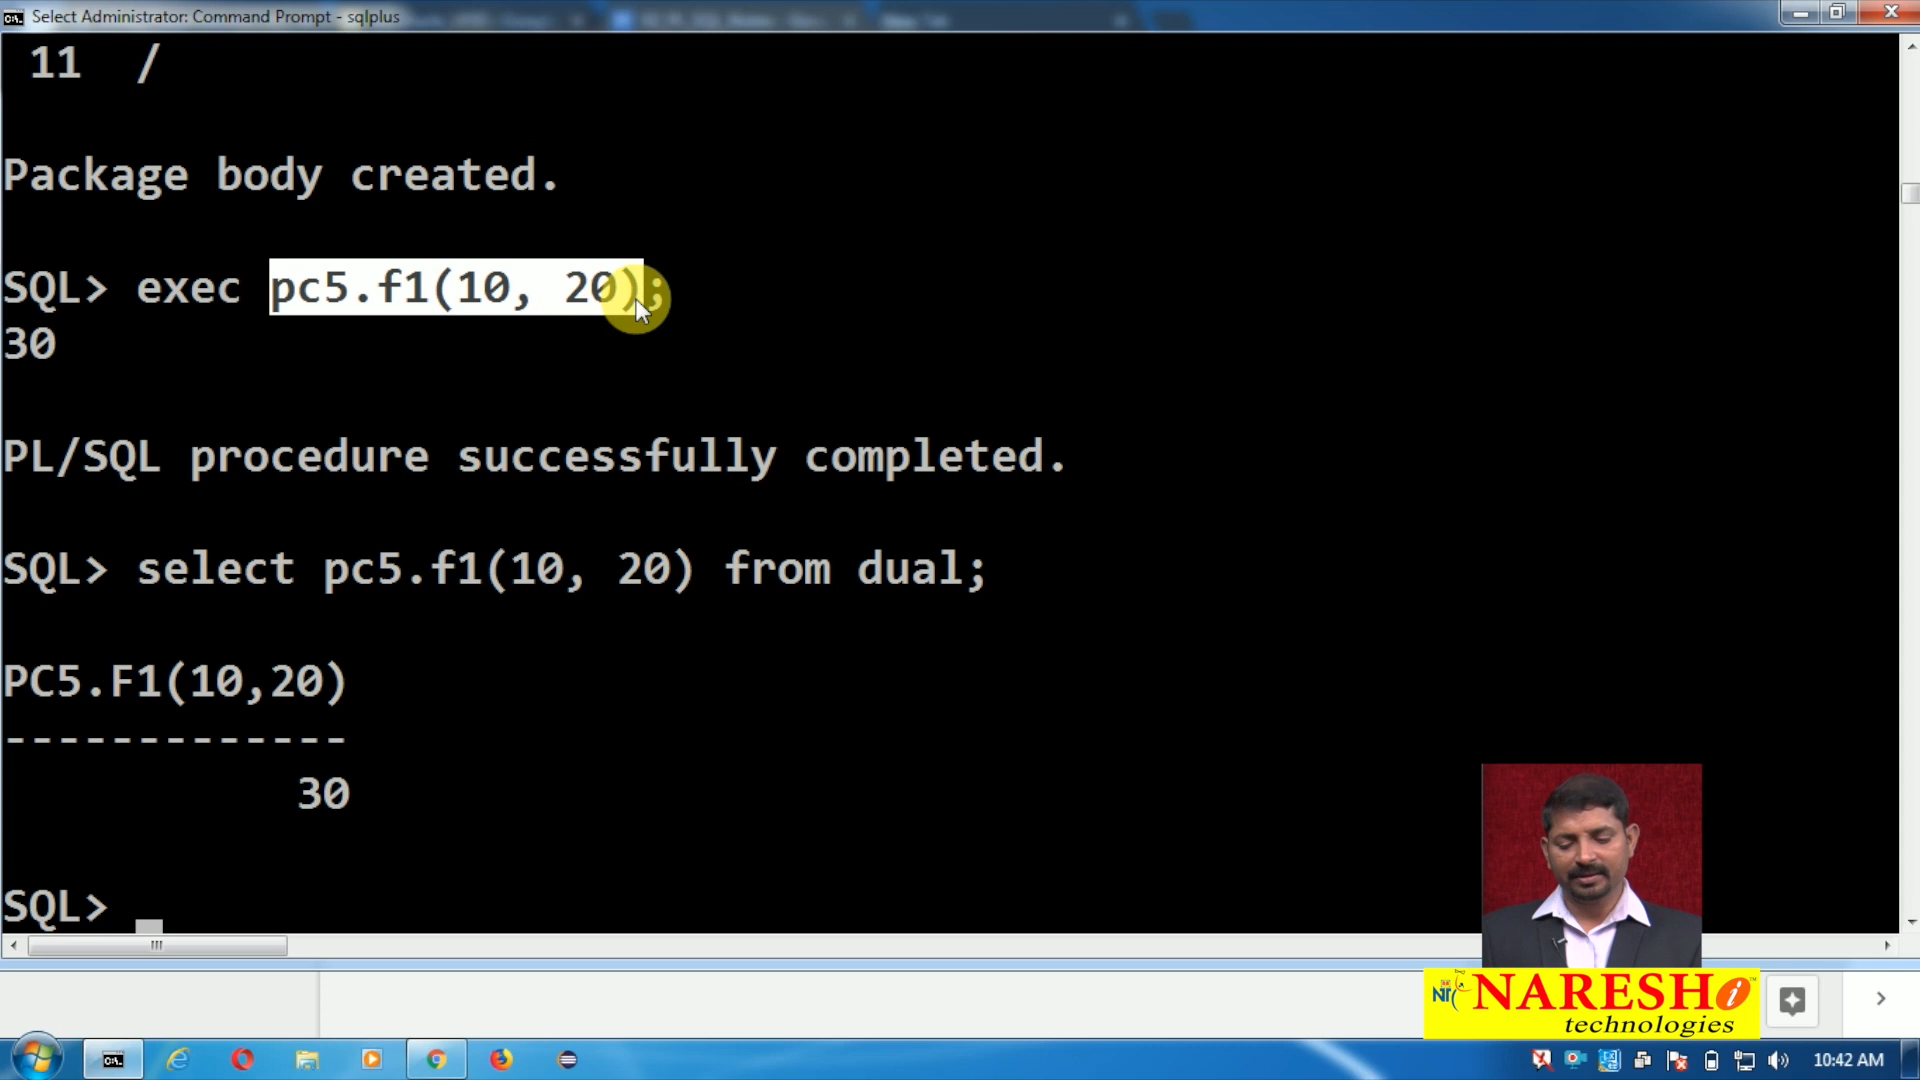 Select Administrator: Command Prompt - sqlplus
11 /
Package body created.
SQL> exec pc5.f1(10, 20);
30
PL/SQL procedure successfully completed.
SQL> select pc5.f1(10, 20) from dual;
PC5.F1(10,20)
-------------
30
SQL>
NARESH i
technologies
10:42 AM